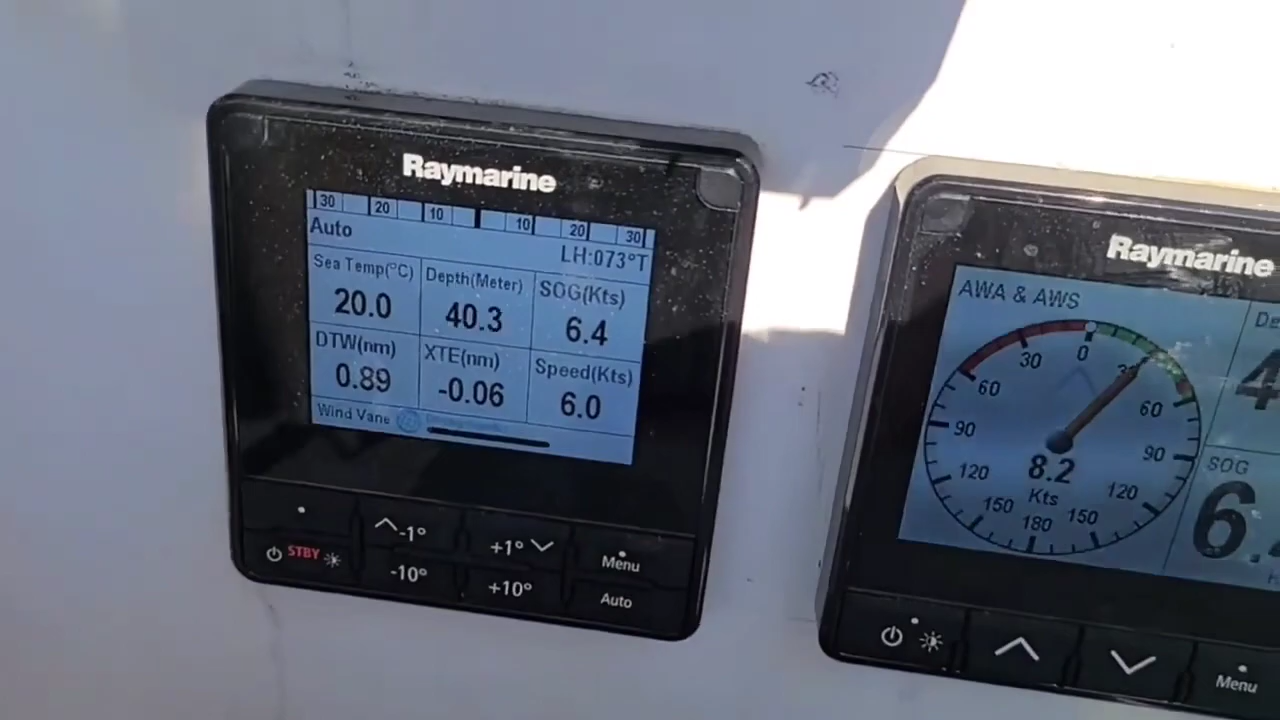 Raymarine
30 20 10 10 20 30
Auto
LH:073°T
Sea Temp(°C) Depth(Meter) SOG(Kts)
20.0 40.3 6.4
DTW(nm) XTE(nm) Speed(Kts)
0.89 -0.06 6.0
Wind Vane
-1° +1° Menu
STBY -10° +10° Auto
Raymarine
AWA & AWS
0
30
60 60
90 90
120 120
150 150
180
8.2
Kts
SOG
Menu